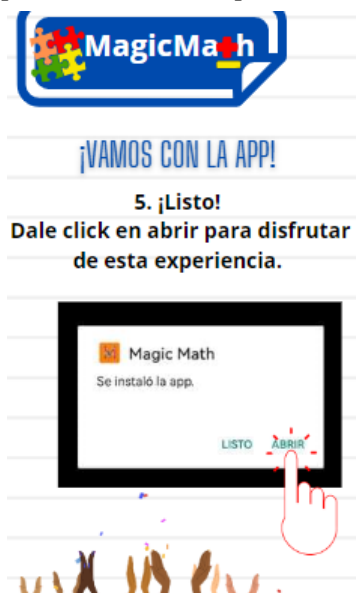 MagicMath
¡VAMOS CON LA APP!
5. ¡Listo!
Dale click en abrir para disfrutar
de esta experiencia.
Magic Math
Se instaló la app.
LISTO ABRIR